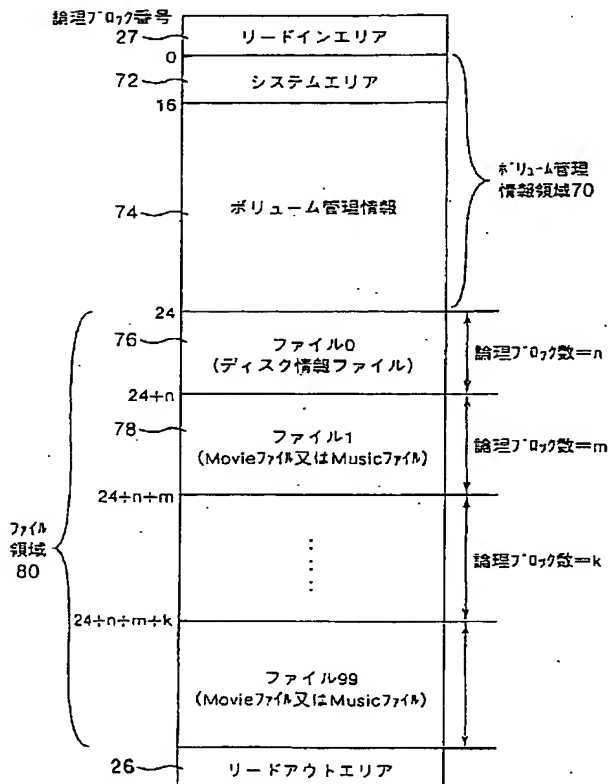 論理ブロック番号
27
リードインエリア
0
72
システムエリア
16
ボリューム管理
情報領域70
74
ボリューム管理情報
24
76
ファイル0
(ディスク情報ファイル)
論理ブロック数=n
24+n
78
ファイル1
(Movieファイル又はMusicファイル)
論理ブロック数=m
24+n+m
ファイル
領域
80
論理ブロック数=k
24+n+m+k
ファイル99
(Movieファイル又はMusicファイル)
26
リードアウトエリア